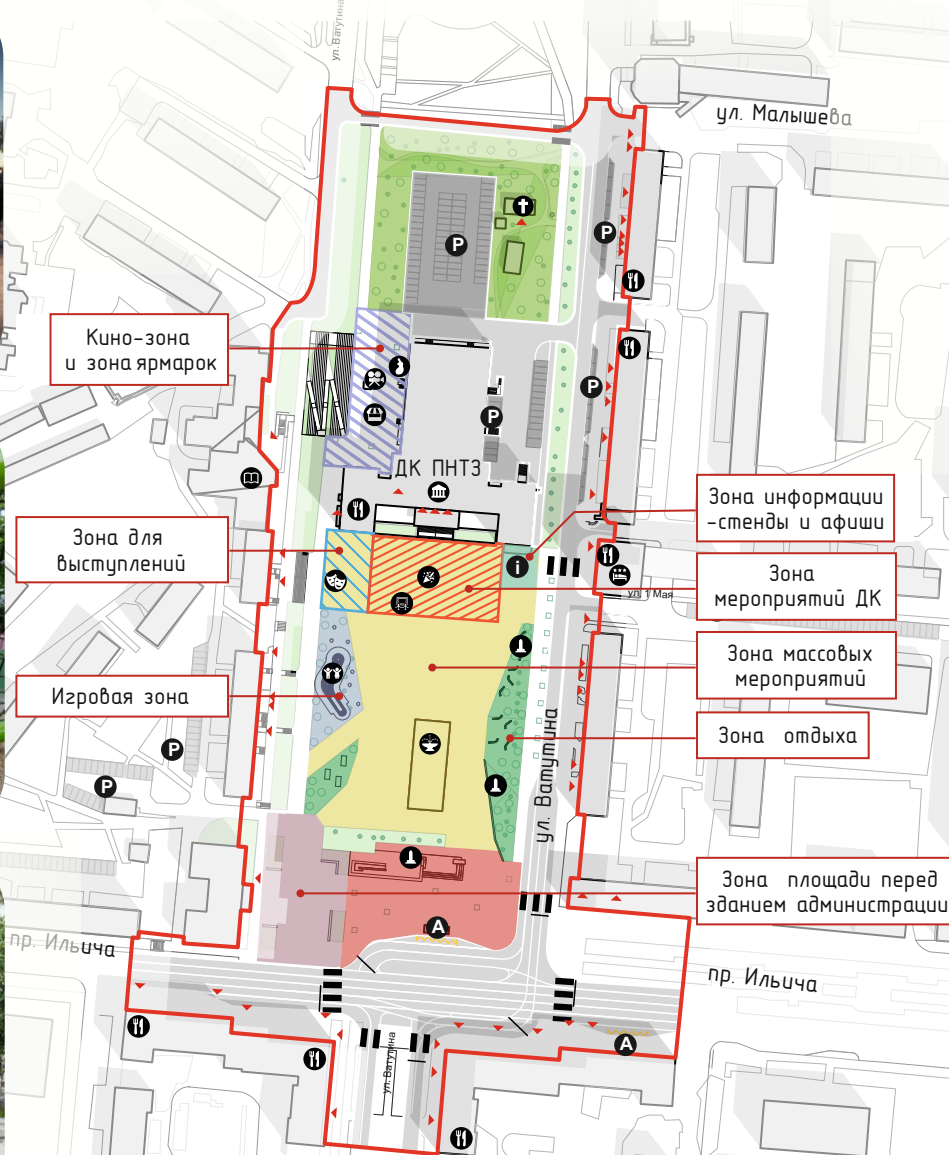 ул. Ватутина
ул. Малышева
P
P
Кино-зона
и зона ярмарок
P
P
ДК ПНТЗ
Зона информации
-стенды и афиши
Зона для
выступлений
i
Зона
мероприятий ДК
ул. 1 Мая
Зона массовых
мероприятий
Игровая зона
Зона отдыха
P
P
ул. Ватутина
Зона площади перед
зданием администрации
A
пр. Ильича
пр. Ильича
A
ул. Ватутина